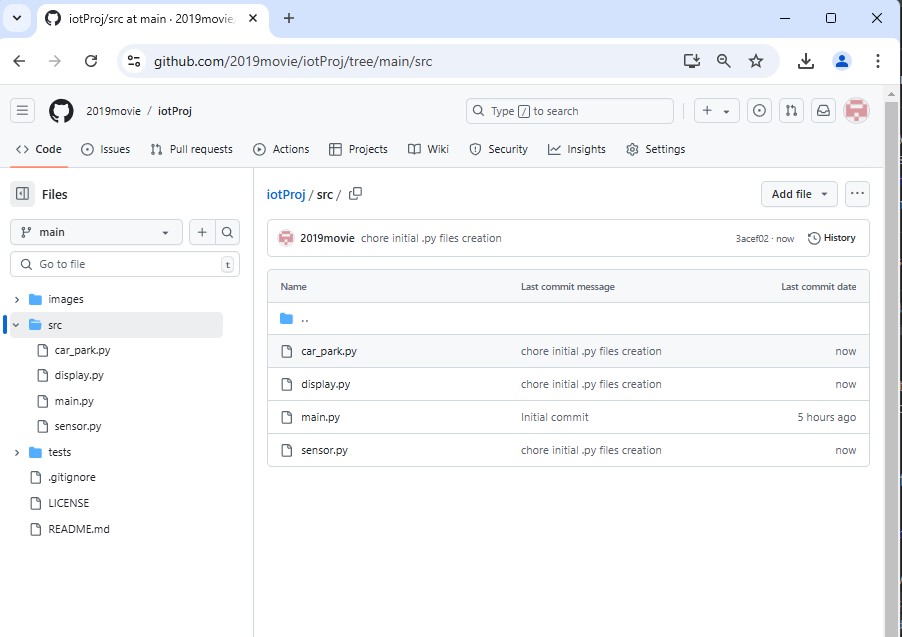 iotProj/src at main · 2019movie,
github.com/2019movie/iotProj/tree/main/src
2019movie / iotProj
Type / to search
Code Issues Pull requests Actions Projects Wiki Security Insights Settings
Files
main
Go to file t
images
src
car_park.py
display.py
main.py
sensor.py
tests
.gitignore
LICENSE
README.md
iotProj / src /
Add file
2019movie chore initial .py files creation 3acef02 · now History
Name Last commit message Last commit date
..
car_park.py chore initial .py files creation now
display.py chore initial .py files creation now
main.py Initial commit 5 hours ago
sensor.py chore initial .py files creation now